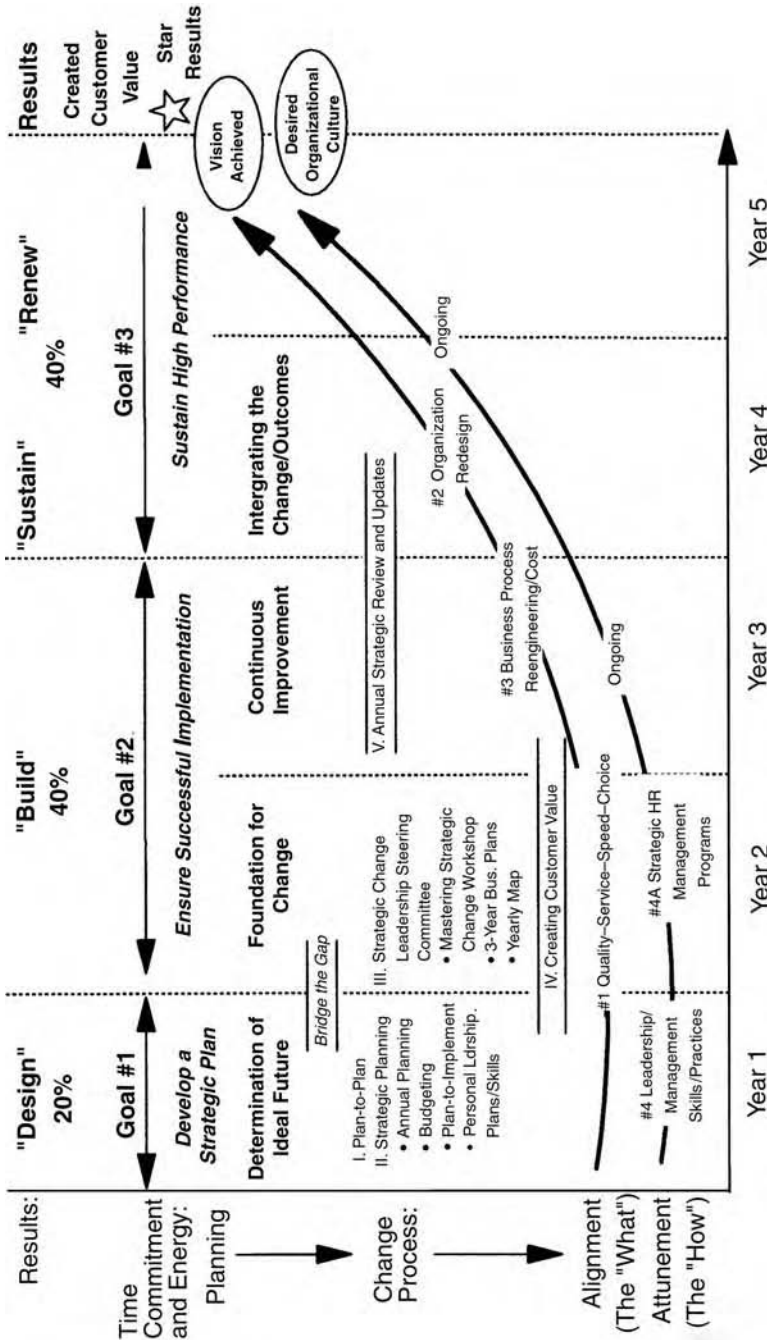 Results:
"Design"
20%
"Build"
40%
"Sustain"
"Renew"
40%
Results
Created
Customer
Value
Star
Results
Time
Commitment
and Energy:
Goal #1
Goal #2
Goal #3
Planning
Develop a
Strategic Plan
Ensure Successful Implementation
Sustain High Performance
Vision
Achieved
Desired
Organizational
Culture
Determination of
Ideal Future
Foundation for
Change
Continuous
Improvement
Intergrating the
Change/Outcomes
Bridge the Gap
Change
Process:
I. Plan-to-Plan
II. Strategic Planning
• Annual Planning
• Budgeting
• Plan-to-Implement
• Personal Ldrship.
Plans/Skills
III. Strategic Change
Leadership Steering
Committee
• Mastering Strategic
Change Workshop
• 3-Year Bus. Plans
• Yearly Map
V. Annual Strategic Review and Updates
IV. Creating Customer Value
#2 Organization
Redesign
Ongoing
#3 Business Process
Reengineering/Cost
Alignment
(The "What")
#1 Quality–Service–Speed–Choice
Ongoing
Attunement
(The "How")
#4 Leadership/
Management
Skills/Practices
#4A Strategic HR
Management
Programs
Year 1
Year 2
Year 3
Year 4
Year 5